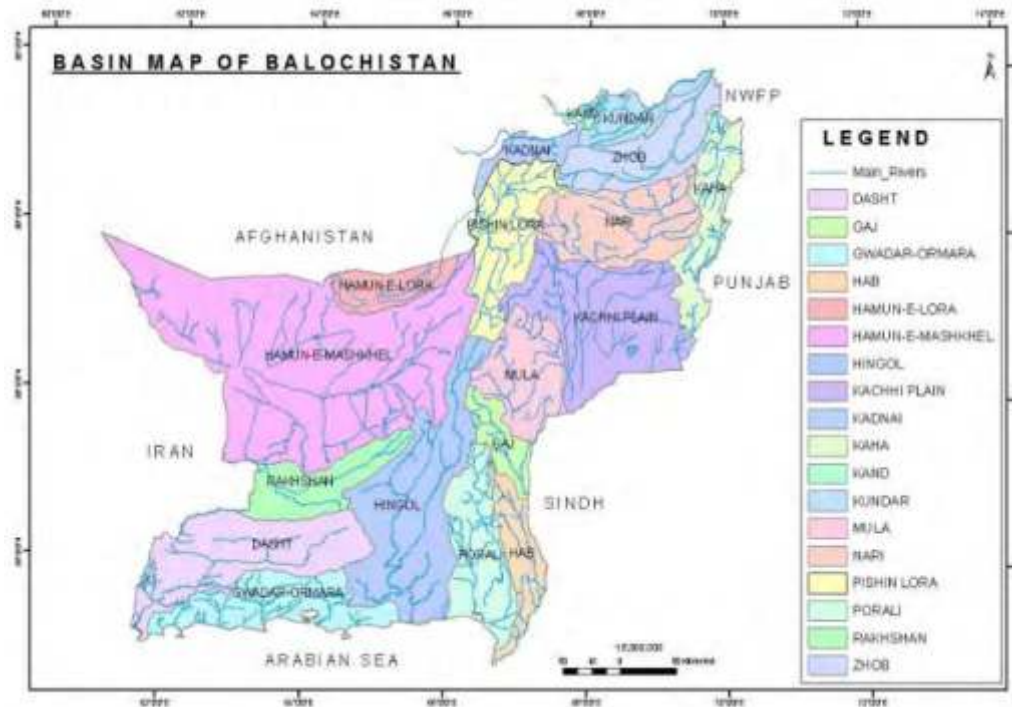 BASIN MAP OF BALOCHISTAN
NWFP
KUNDAR
KADNAI
ZHOB
KAHA
PISHIN LORA
NARI
AFGHANISTAN
PUNJAB
HAMUN-E-LORA
KACHHI PLAIN
HAMUN-E-MASHKHEL
MULA
IRAN
GAJ
RAKHSHAN
HINGOL
SINDH
DASHT
PORALI
HAB
GWADAR-ORMARA
ARABIAN SEA
LEGEND
Main_Rivers
DASHT
GAJ
GWADAR-ORMARA
HAB
HAMUN-E-LORA
HAMUN-E-MASHKHEL
HINGOL
KACHHI PLAIN
KADNAI
KAHA
KAND
KUNDAR
MULA
NARI
PISHIN LORA
PORALI
RAKHSHAN
ZHOB